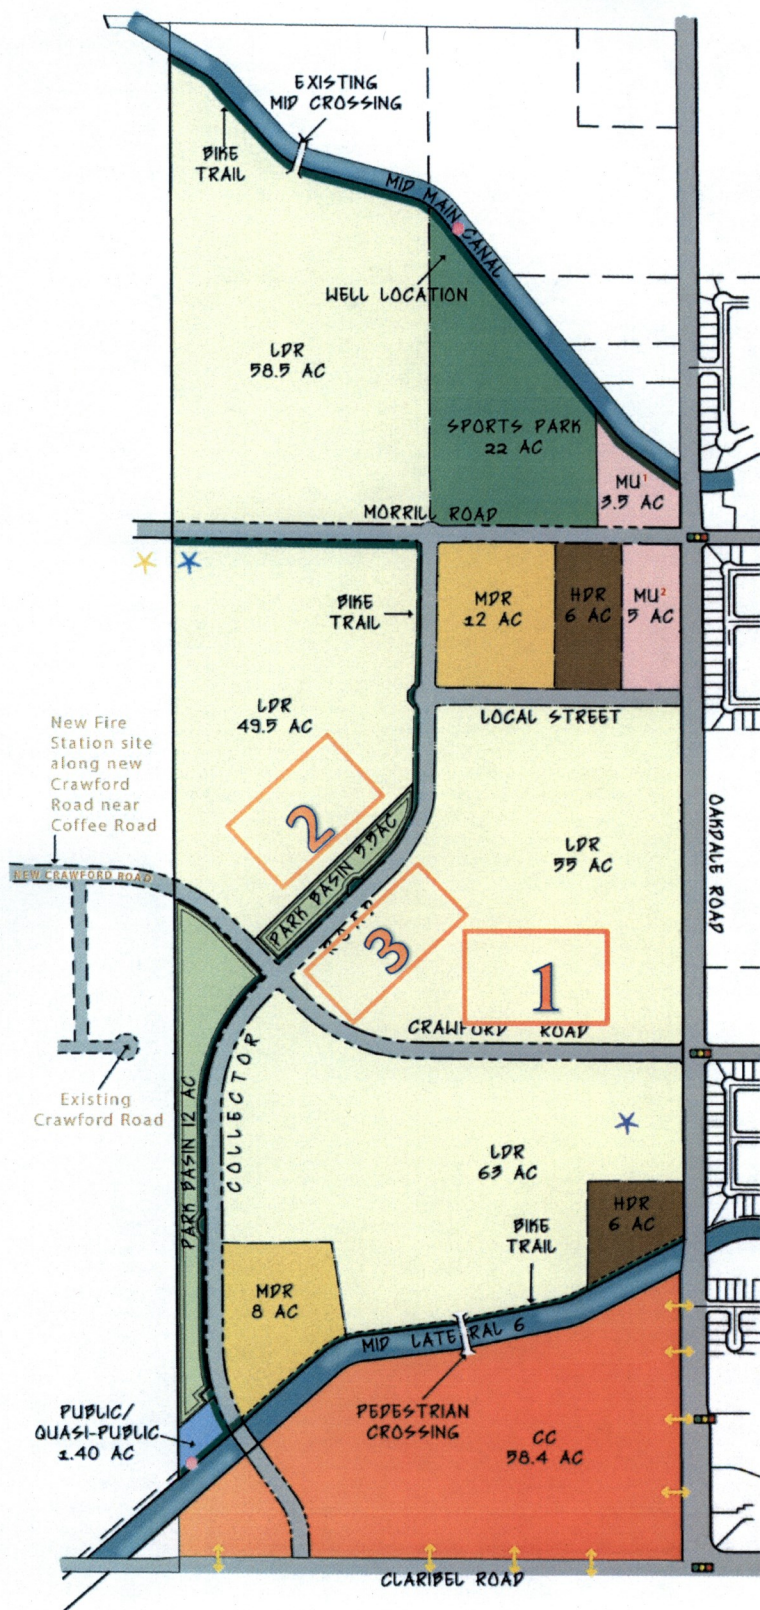 EXISTING
MID CROSSING
BIKE
TRAIL
MID MAIN CANAL
WELL LOCATION
LDR
58.5 AC
SPORTS PARK
22 AC
MU¹
3.5 AC
MORRILL ROAD
BIKE
TRAIL
MDR
12 AC
HDR
6 AC
MU²
5 AC
LDR
49.5 AC
LOCAL STREET
New Fire
Station site
along new
Crawford
Road near
Coffee Road
2
PARK BASIN 5.5AC
LDR
55 AC
OAKDALE ROAD
NEW CRAWFORD ROAD
ROAD
3
1
CRAWFORD ROAD
COLLECTOR
Existing
Crawford Road
PARK BASIN 12 AC
LDR
63 AC
HDR
6 AC
BIKE
TRAIL
MDR
8 AC
MID LATERAL 6
PUBLIC/
QUASI-PUBLIC
1.40 AC
PEDESTRIAN
CROSSING
CC
58.4 AC
CLARIBEL ROAD